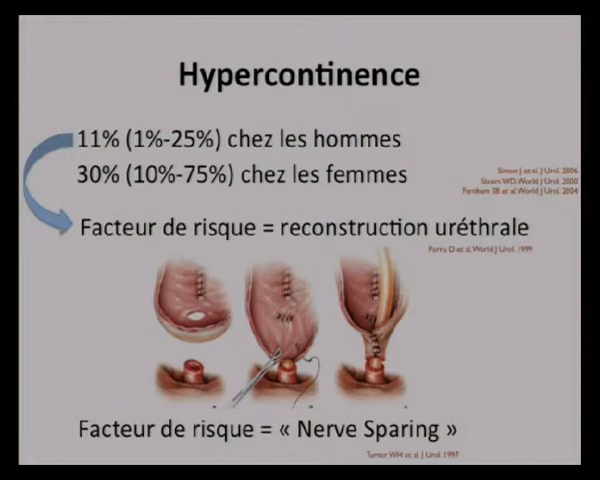 Hypercontinence
11% (1%-25%) chez les hommes
30% (10%-75%) chez les femmes
Simon J et al. J Urol. 2006
Steers WD. World J Urol. 2000
Parekh SB et al. World J Urol. 2004
Facteur de risque = reconstruction uréthrale
Parra D et al. World J Urol. 1999
Facteur de risque = « Nerve Sparing »
Turner WH et al. J Urol. 1997